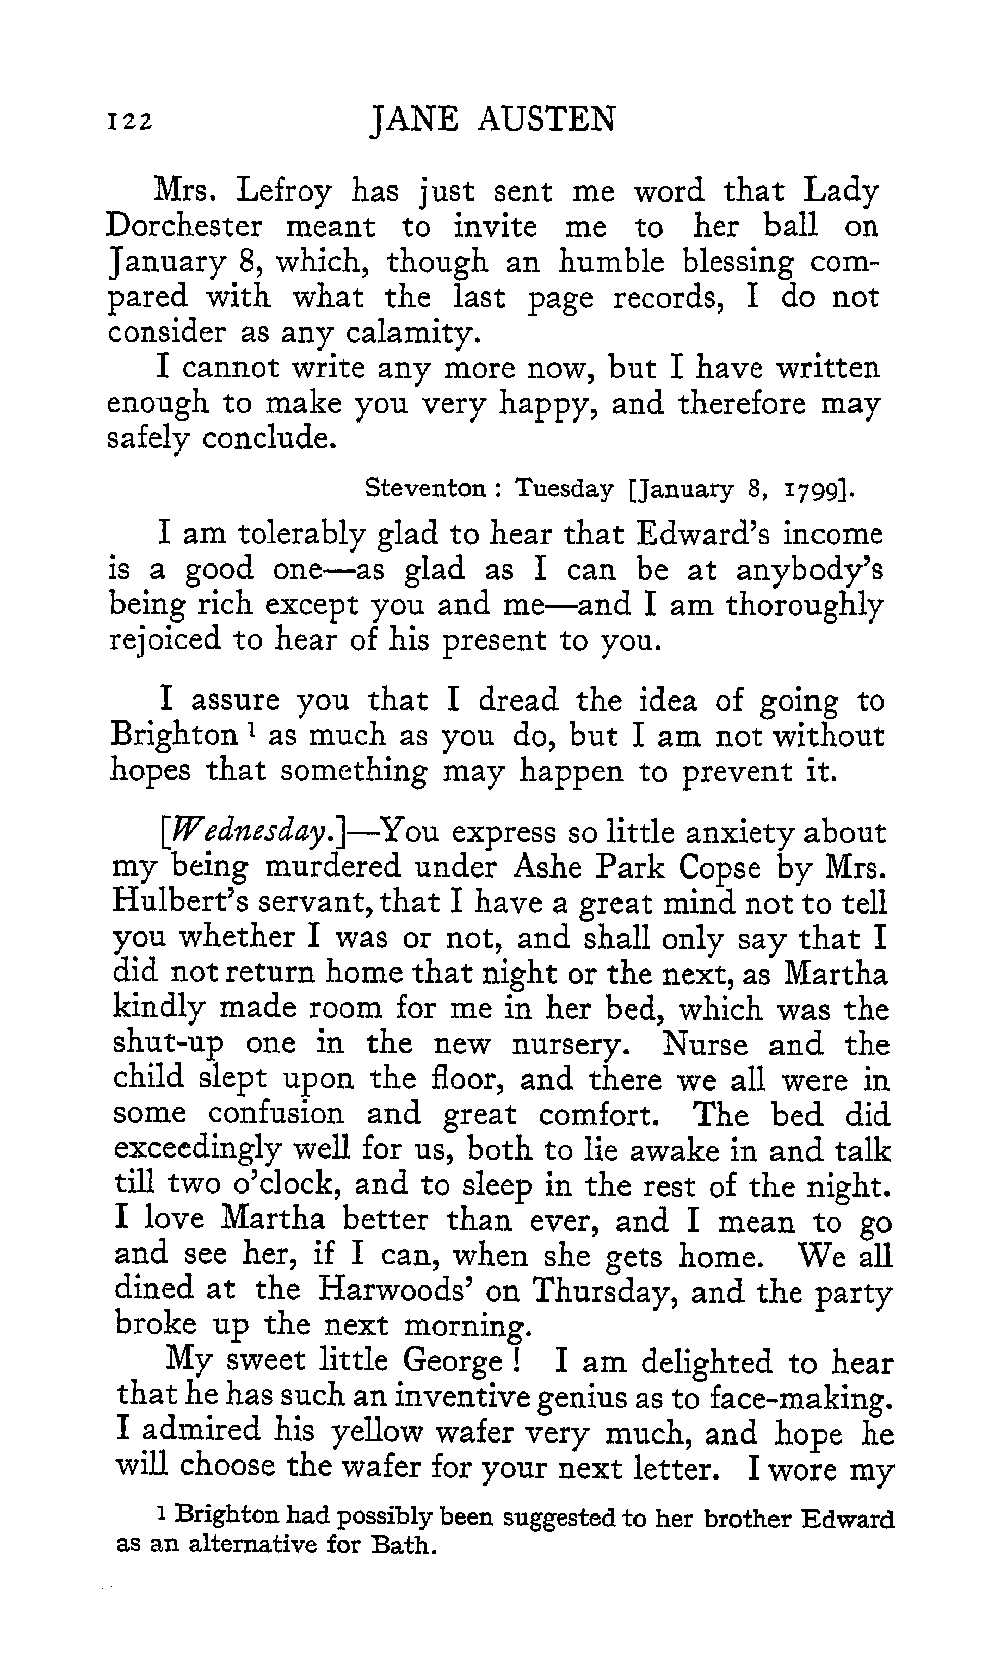 122 JANE AUSTEN
Mrs. Lefroy has just sent me word that Lady
Dorchester meant to invite me to her ball on
January 8, which, though an humble blessing com-
pared with what the last page records, I do not
consider as any calamity.
I cannot write any more now, but I have written
enough to make you very happy, and therefore may
safely conclude.
Steventon : Tuesday [January 8, 1799].
I am tolerably glad to hear that Edward's income
is a good one—as glad as I can be at anybody's
being rich except you and me—and I am thoroughly
rejoiced to hear of his present to you.
I assure you that I dread the idea of going to
Brighton 1 as much as you do, but I am not without
hopes that something may happen to prevent it.
[Wednesday.]—You express so little anxiety about
my being murdered under Ashe Park Copse by Mrs.
Hulbert's servant, that I have a great mind not to tell
you whether I was or not, and shall only say that I
did not return home that night or the next, as Martha
kindly made room for me in her bed, which was the
shut-up one in the new nursery. Nurse and the
child slept upon the floor, and there we all were in
some confusion and great comfort. The bed did
exceedingly well for us, both to lie awake in and talk
till two o'clock, and to sleep in the rest of the night.
I love Martha better than ever, and I mean to go
and see her, if I can, when she gets home. We all
dined at the Harwoods' on Thursday, and the party
broke up the next morning.
My sweet little George ! I am delighted to hear
that he has such an inventive genius as to face-making.
I admired his yellow wafer very much, and hope he
will choose the wafer for your next letter. I wore my
1 Brighton had possibly been suggested to her brother Edward
as an alternative for Bath.